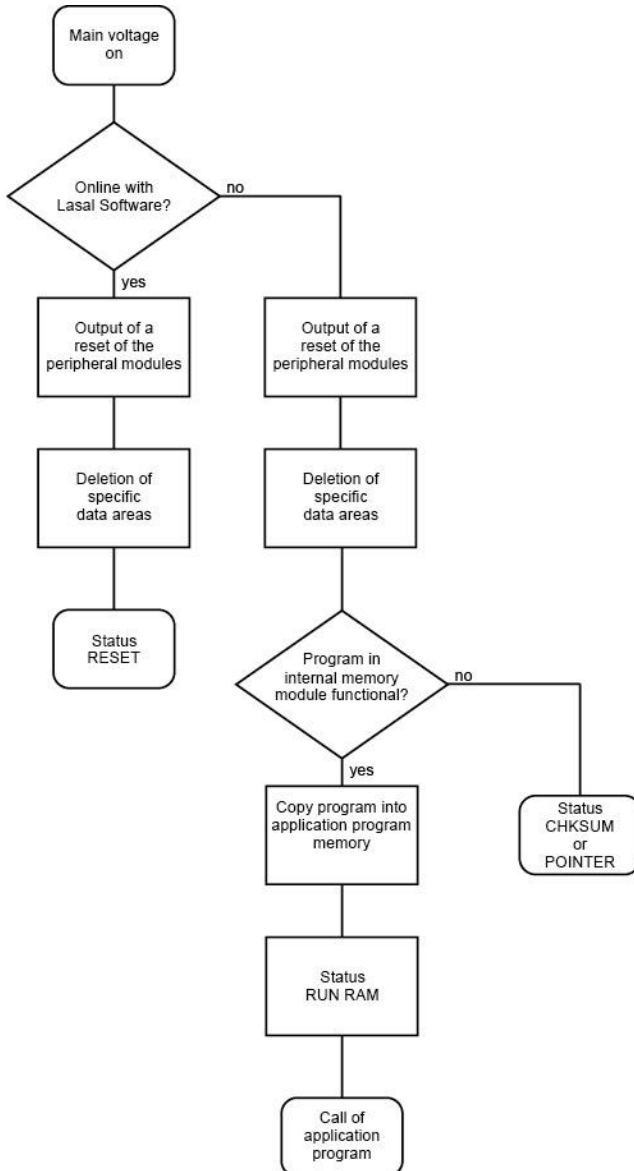 Main voltage
on
Online with
Lasal Software?
no
yes
Output of a
reset of the
peripheral modules
Output of a
reset of the
peripheral modules
Deletion of
specific
data areas
Deletion of
specific
data areas
Status
RESET
Program in
internal memory
module functional?
no
yes
Copy program into
application program
memory
Status
CHKSUM
or
POINTER
Status
RUN RAM
Call of
application
program